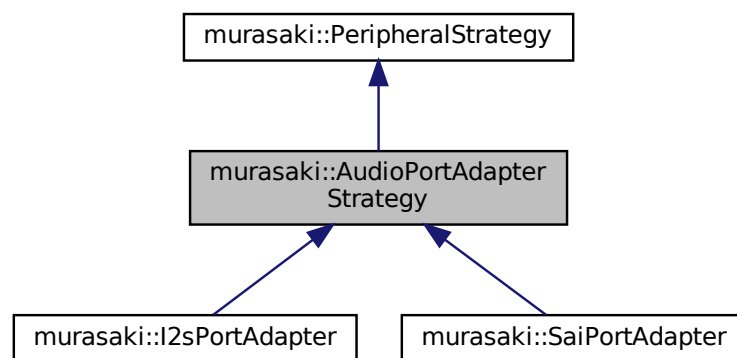 murasaki::PeripheralStrategy
murasaki::AudioPortAdapter
Strategy
murasaki::I2sPortAdapter
murasaki::SaiPortAdapter